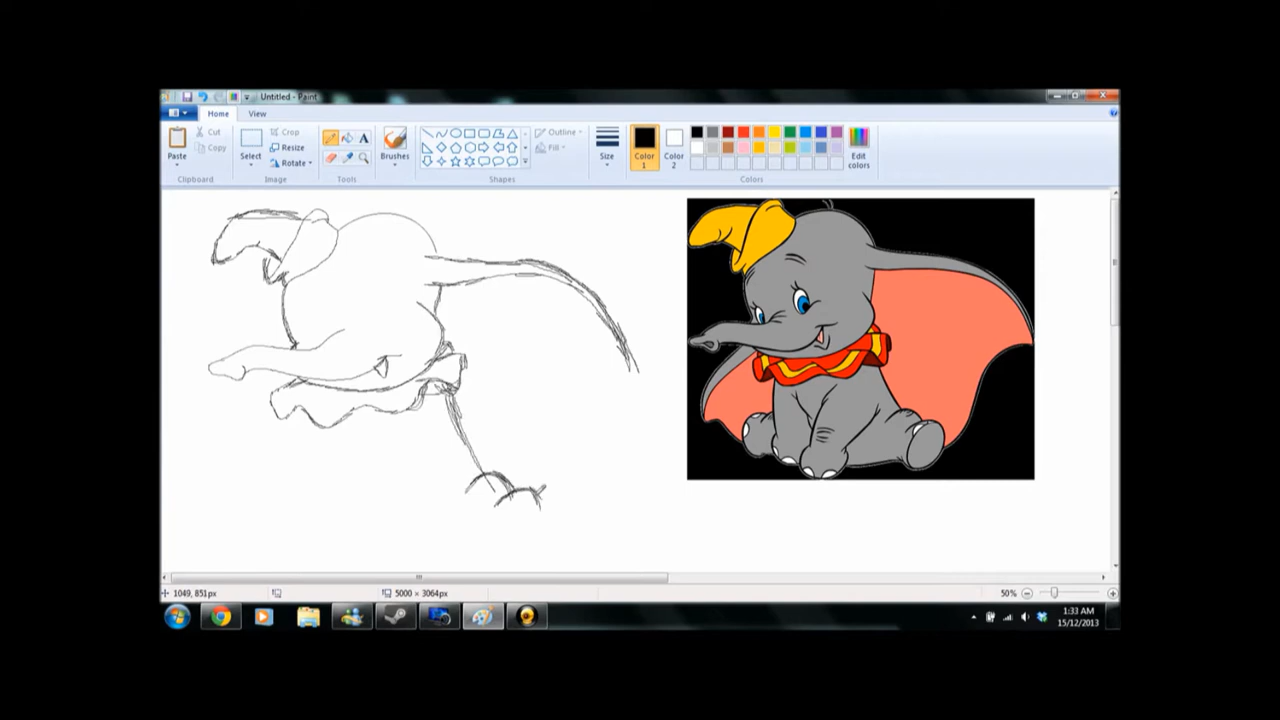 Untitled - Paint
Home View
Cut
Copy
Paste
Clipboard
Crop
Resize
Rotate
Select
Image
A
Tools
Brushes
Outline
Fill
Shapes
Size
Color 1
Color 2
Edit colors
Colors
1049, 851px
5000 × 3064px
50%
1:33 AM
15/12/2013